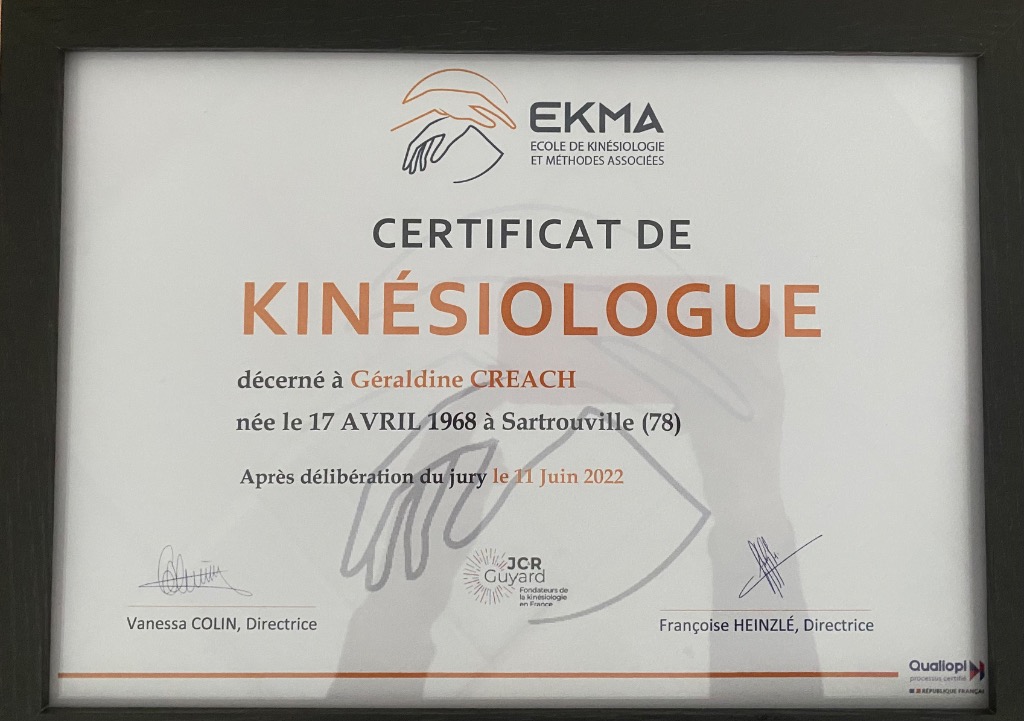 EKMA
ECOLE DE KINÉSIOLOGIE
ET MÉTHODES ASSOCIÉES
CERTIFICAT DE
KINÉSIOLOGUE
décerné à Géraldine CREACH
née le 17 AVRIL 1968 à Sartrouville (78)
Après délibération du jury le 11 Juin 2022
JCR
Guyard
Fondateurs de
la kinésiologie
en France
Vanessa COLIN, Directrice
Françoise HEINZLÉ, Directrice
Qualiopi
processus certifié
RÉPUBLIQUE FRANÇAI